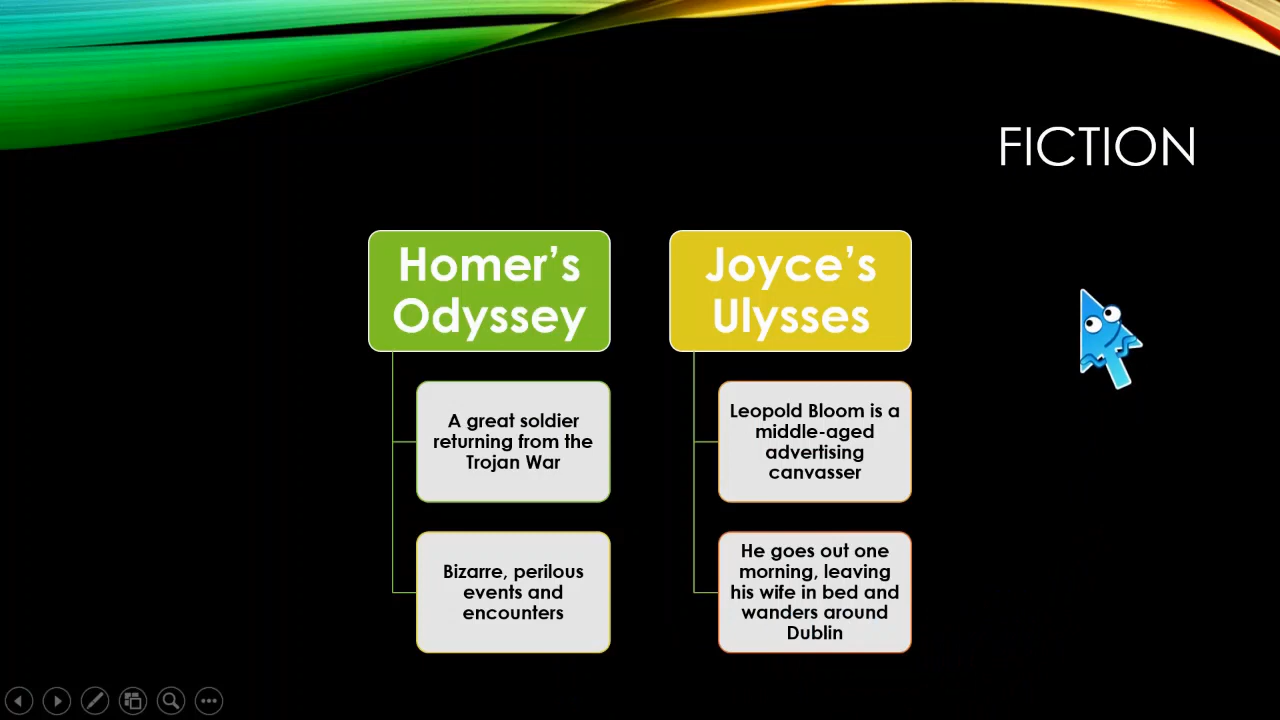 FICTION
Homer's
Odyssey
A great soldier
returning from the
Trojan War
Bizarre, perilous
events and
encounters
Joyce's
Ulysses
Leopold Bloom is a
middle-aged
advertising
canvasser
He goes out one
morning, leaving
his wife in bed and
wanders around
Dublin